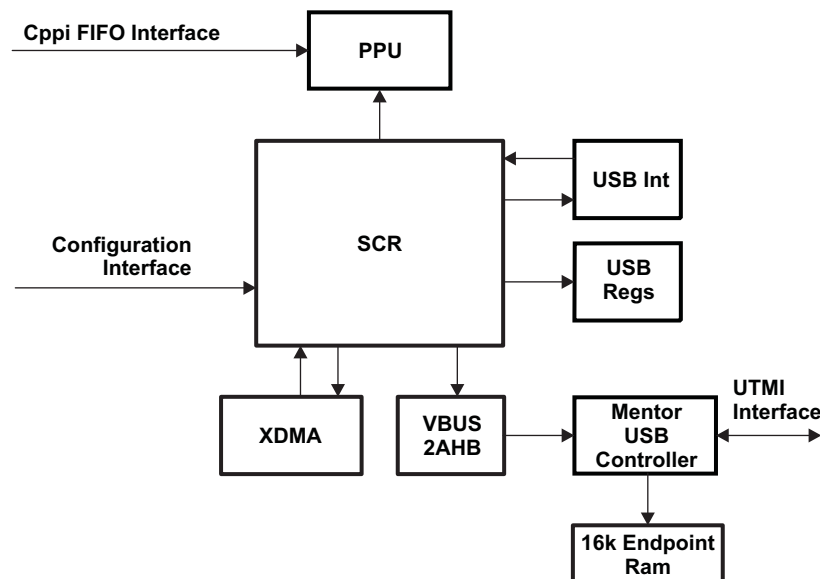 Cppi FIFO Interface
PPU
USB Int
SCR
Configuration
Interface
USB
Regs
XDMA
VBUS
2AHB
Mentor
USB
Controller
UTMI
Interface
16k Endpoint
Ram